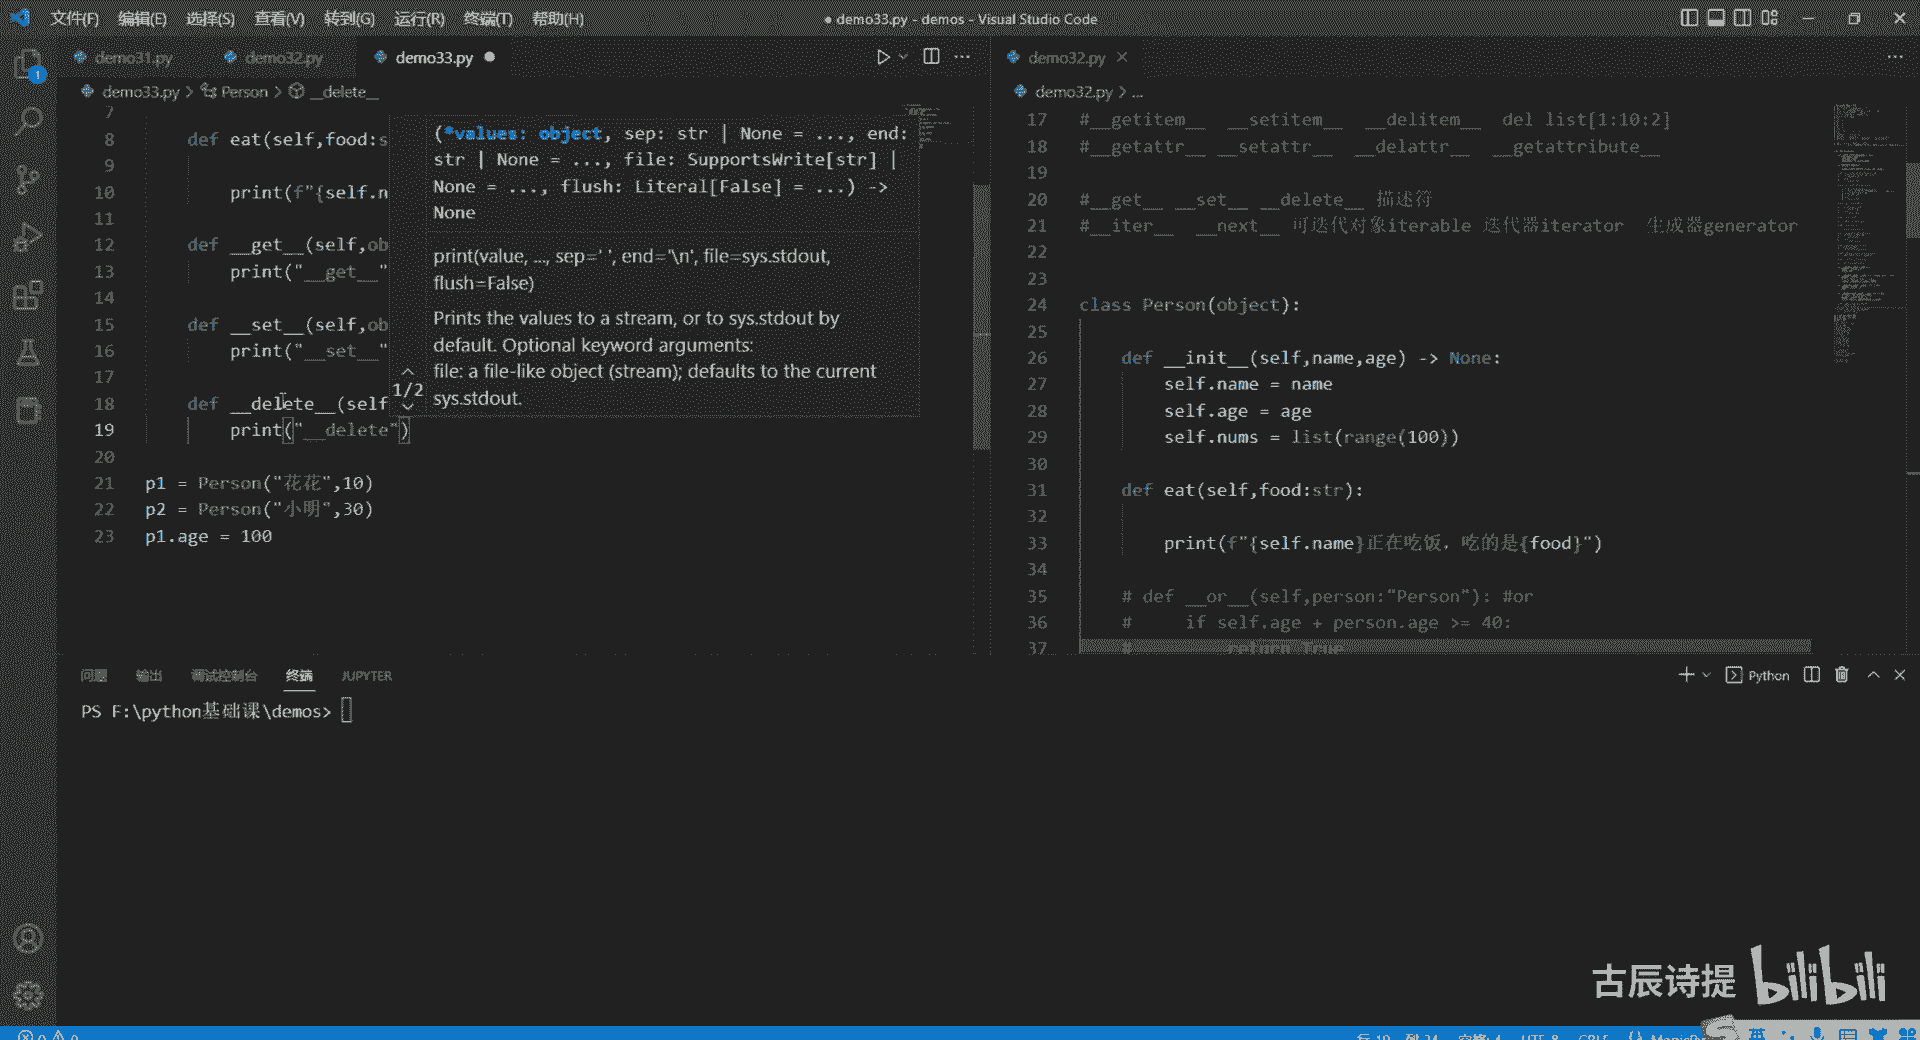 文件(F) 编辑(E) 选择(S) 查看(V) 转到(G) 运行(R) 终端(T) 帮助(H)
● demo33.py - demos - Visual Studio Code
demo31.py demo32.py demo33.py
demo33.py > Person > __delete__
7
8 def eat(self,food:s
9
10 print(f"{self.n
11
12 def __get__(self,ob
13 print("__get__"
14
15 def __set__(self,ob
16 print("__set__"
17
18 def __delete__(self
19 print("__delete")
20
21 p1 = Person("花花",10)
22 p2 = Person("小明",30)
23 p1.age = 100
(*values: object, sep: str | None = ..., end:
str | None = ..., file: SupportsWrite[str] |
None = ..., flush: Literal[False] = ...) ->
None
print(value, ..., sep=' ', end='\n', file=sys.stdout,
flush=False)
Prints the values to a stream, or to sys.stdout by
default. Optional keyword arguments:
file: a file-like object (stream); defaults to the current
sys.stdout.
1/2
demo32.py
demo32.py > ...
17 #__getitem__ __setitem__ __delitem__ del list[1:10:2]
18 #__getattr__ __setattr__ __delattr__ __getattribute__
19
20 #__get__ __set__ __delete__ 描述符
21 #__iter__ __next__ 可迭代对象iterable 迭代器iterator 生成器generator
22
23
24 class Person(object):
25
26 def __init__(self,name,age) -> None:
27 self.name = name
28 self.age = age
29 self.nums = list(range(100))
30
31 def eat(self,food:str):
32
33 print(f"{self.name}正在吃饭，吃的是{food}")
34
35 # def __or__(self,person:"Person"): #or
36 # if self.age + person.age >= 40:
37 # return True
问题 输出 调试控制台 终端 JUPYTER
Python
PS F:\python基础课\demos>
1
古辰诗提 bilibili